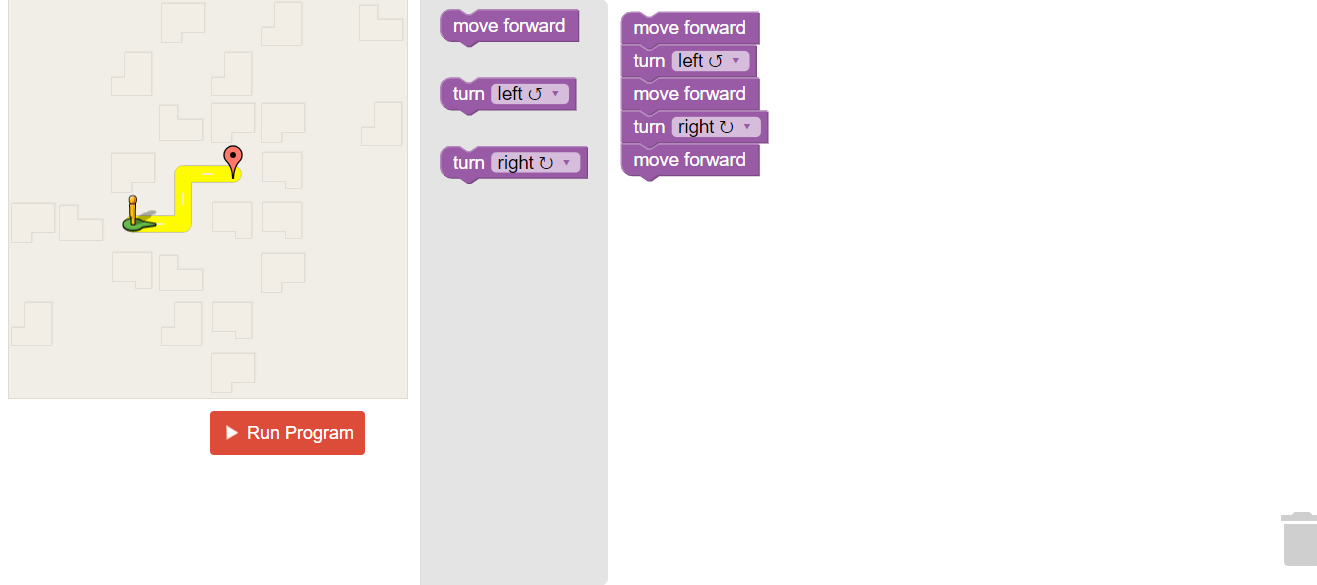 move forward
turn left ↺ ▾
turn right ↻ ▾
move forward
turn left ↺ ▾
move forward
turn right ↻ ▾
move forward
Run Program